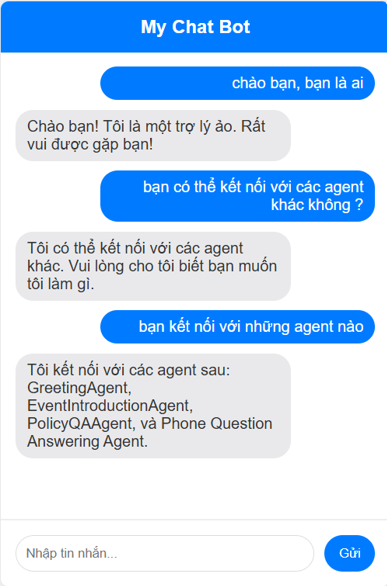 My Chat Bot
chào bạn, bạn là ai
Chào bạn! Tôi là một trợ lý ảo. Rất
vui được gặp bạn!
bạn có thể kết nối với các agent
khác không ?
Tôi có thể kết nối với các agent
khác. Vui lòng cho tôi biết bạn muốn
tôi làm gì.
bạn kết nối với những agent nào
Tôi kết nối với các agent sau:
GreetingAgent,
EventIntroductionAgent,
PolicyQAAgent, và Phone Question
Answering Agent.
Nhập tin nhắn...
Gửi